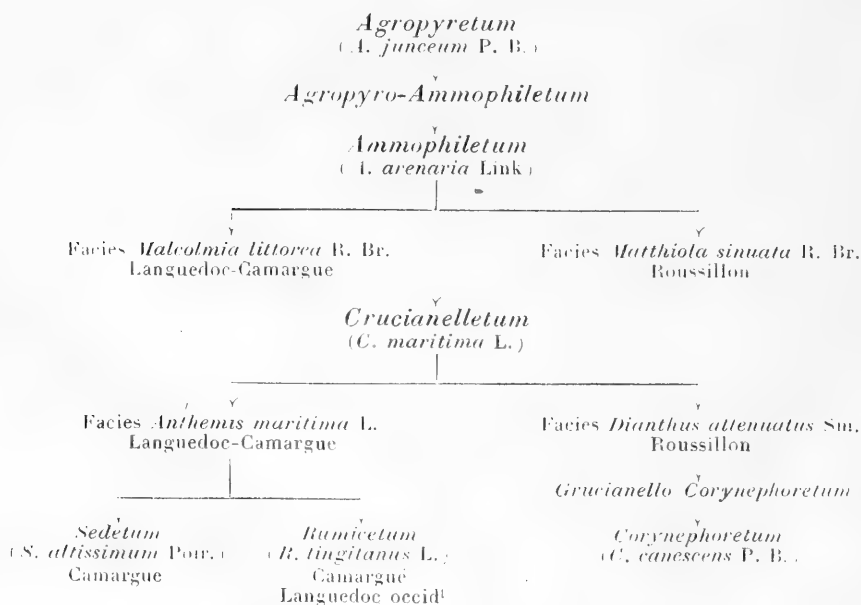 Agropyretum
(A. junceum P. B.)
Agropyro-Ammophiletum
Ammophiletum
(A. arenaria Link)
Facies Malcolmia littorea R. Br.
Languedoc-Camargue
Facies Matthiola sinuata R. Br.
Roussillon
Crucianelletum
(C. maritima L.)
Facies Anthemis maritima L.
Languedoc-Camargue
Facies Dianthus attenuatus Sm.
Roussillon
Crucianello Corynephoretum
Sedetum
(S. altissimum Poir.)
Camargue
Rumicetum
(R. tingitanus L.)
Camargue
Languedoc occid¹
Corynephoretum
(C. canescens P. B.)